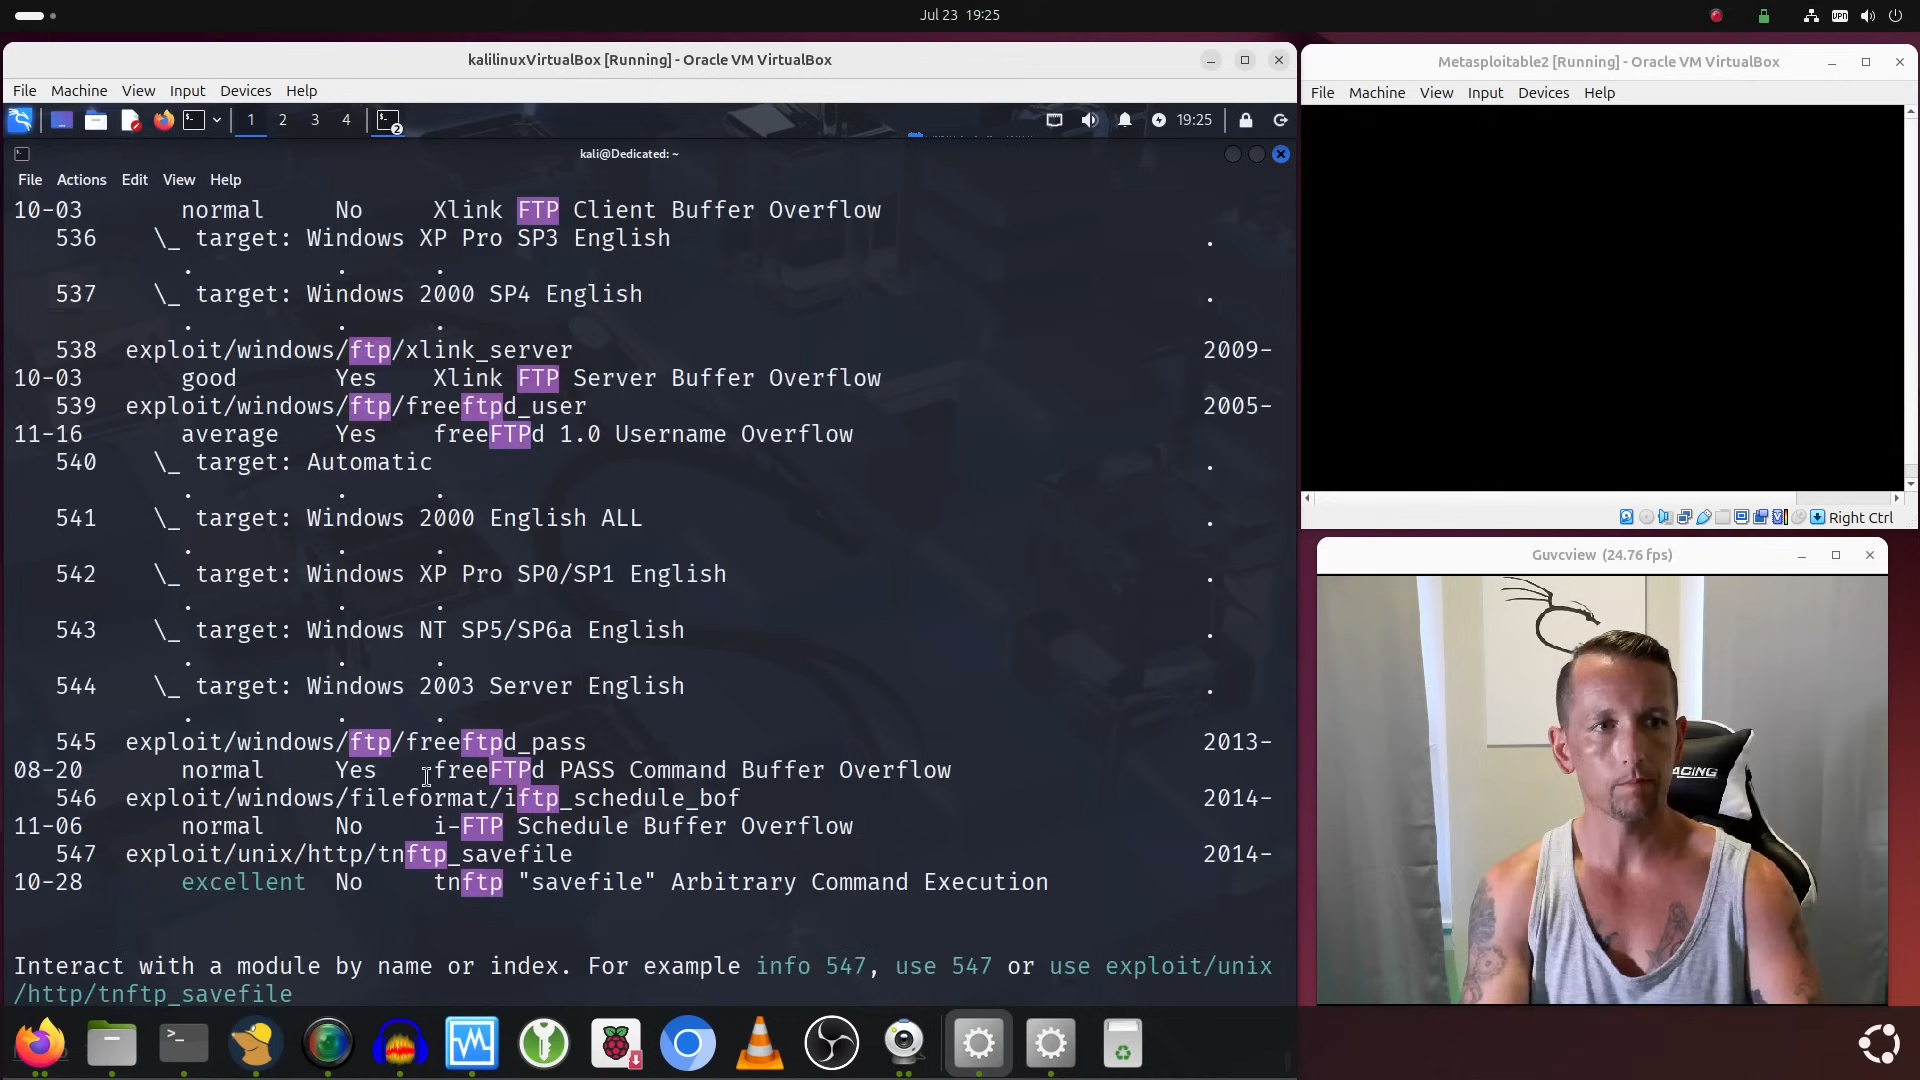 Jul 23 19:25
kalilinuxVirtualBox [Running] - Oracle VM VirtualBox
File Machine View Input Devices Help
1 2 3 4 2 19:25
kali@Dedicated: ~
File Actions Edit View Help
10-03 normal No Xlink FTP Client Buffer Overflow
536 \_ target: Windows XP Pro SP3 English .
. . .
537 \_ target: Windows 2000 SP4 English .
. . .
538 exploit/windows/ftp/xlink_server 2009-
10-03 good Yes Xlink FTP Server Buffer Overflow
539 exploit/windows/ftp/freeftpd_user 2005-
11-16 average Yes freeFTPd 1.0 Username Overflow
540 \_ target: Automatic .
. . .
541 \_ target: Windows 2000 English ALL .
. . .
542 \_ target: Windows XP Pro SP0/SP1 English .
. . .
543 \_ target: Windows NT SP5/SP6a English .
. . .
544 \_ target: Windows 2003 Server English .
. . .
545 exploit/windows/ftp/freeftpd_pass 2013-
08-20 normal Yes freeFTPd PASS Command Buffer Overflow
546 exploit/windows/fileformat/iftp_schedule_bof 2014-
11-06 normal No i-FTP Schedule Buffer Overflow
547 exploit/unix/http/tnftp_savefile 2014-
10-28 excellent No tnftp "savefile" Arbitrary Command Execution
Interact with a module by name or index. For example info 547, use 547 or use exploit/unix
/http/tnftp_savefile
Metasploitable2 [Running] - Oracle VM VirtualBox
File Machine View Input Devices Help
Right Ctrl
Guvcview (24.76 fps)
ACING
VPN